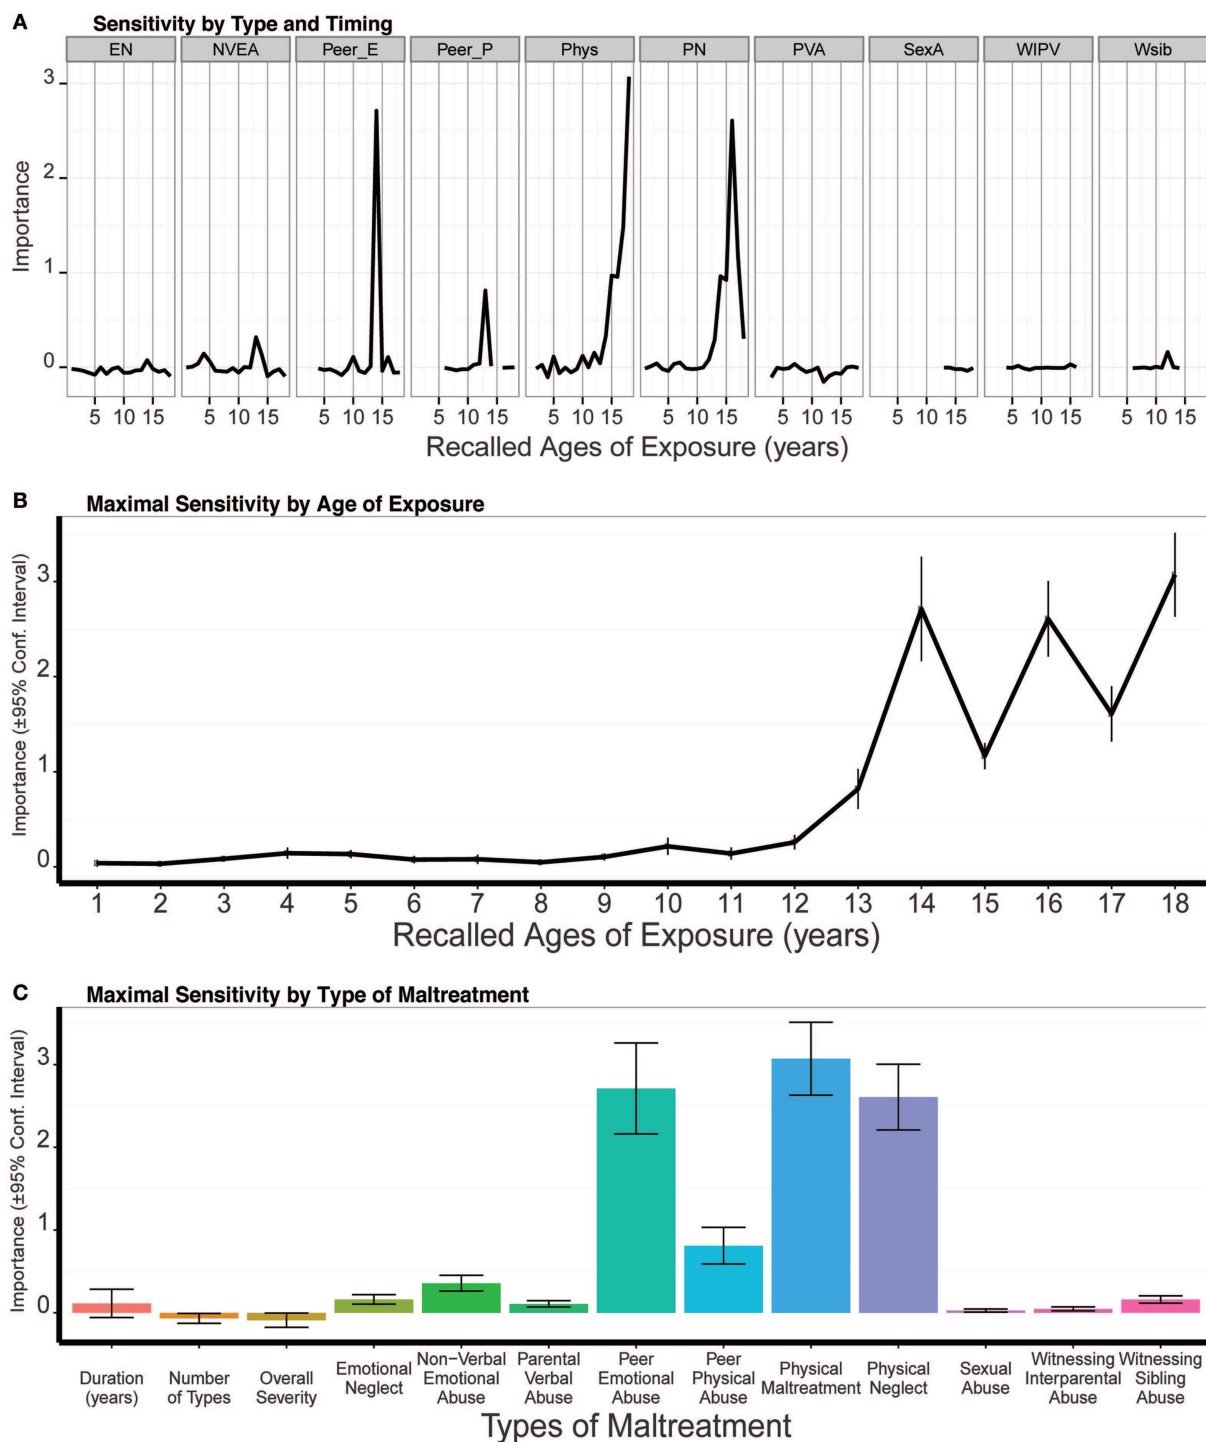 A Sensitivity by Type and Timing
EN NVEA Peer_E Peer_P Phys PN PVA SexA WIPV Wsib
3
2
1
0
Importance
5 10 15 5 10 15 5 10 15 5 10 15 5 10 15 5 10 15 5 10 15 5 10 15 5 10 15 5 10 15
Recalled Ages of Exposure (years)
B Maximal Sensitivity by Age of Exposure
3
2
1
0
Importance (±95% Conf. Interval)
1 2 3 4 5 6 7 8 9 10 11 12 13 14 15 16 17 18
Recalled Ages of Exposure (years)
C Maximal Sensitivity by Type of Maltreatment
3
2
1
0
Importance (±95% Conf. Interval)
Duration
(years)
Number
of Types
Overall
Severity
Emotional
Neglect
Non−Verbal
Emotional
Abuse
Parental
Verbal
Abuse
Peer
Emotional
Abuse
Peer
Physical
Abuse
Physical
Maltreatment
Physical
Neglect
Sexual
Abuse
Witnessing
Interparental
Abuse
Witnessing
Sibling
Abuse
Types of Maltreatment